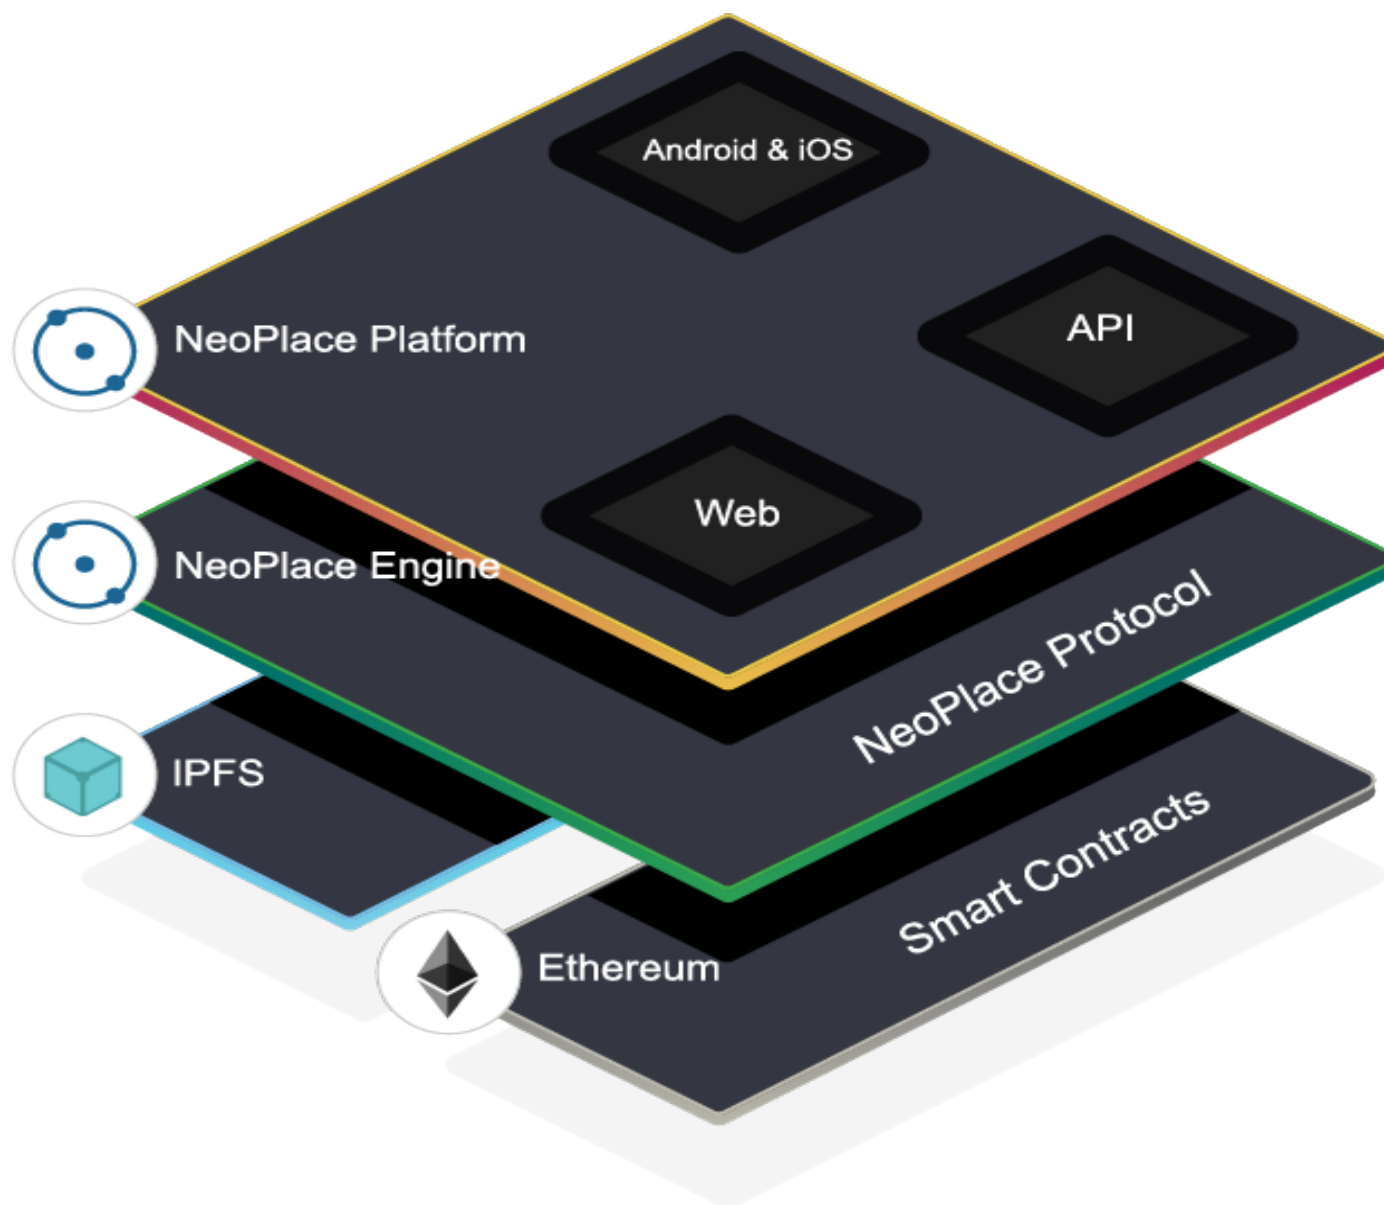 Android & iOS
API
NeoPlace Platform
Web
NeoPlace Engine
NeoPlace Protocol
IPFS
Smart Contracts
Ethereum